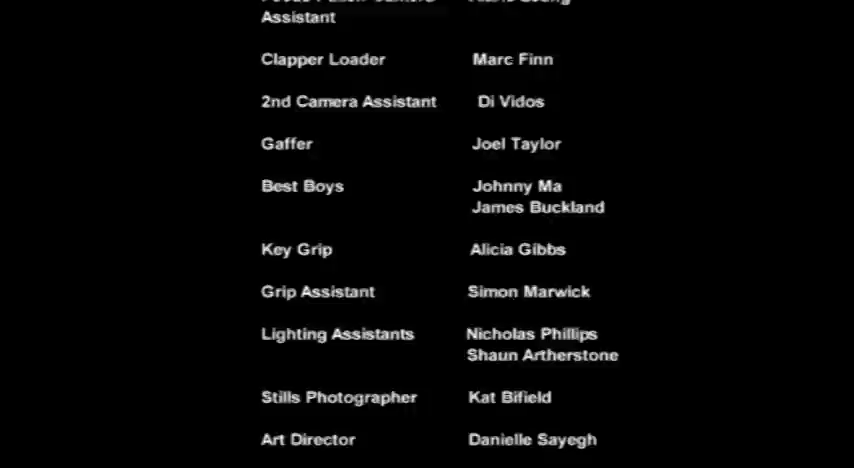 Assistant
Clapper Loader Marc Finn
2nd Camera Assistant Di Vidos
Gaffer Joel Taylor
Best Boys Johnny Ma
James Buckland
Key Grip Alicia Gibbs
Grip Assistant Simon Marwick
Lighting Assistants Nicholas Phillips
Shaun Artherstone
Stills Photographer Kat Bifield
Art Director Danielle Sayegh